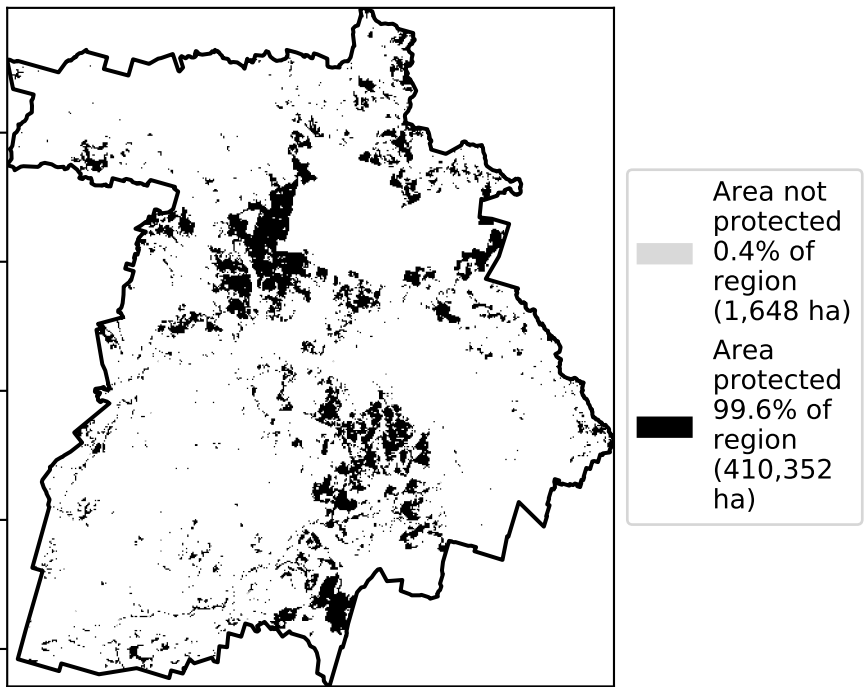 Area not
protected
0.4% of
region
(1,648 ha)
Area
protected
99.6% of
region
(410,352
ha)